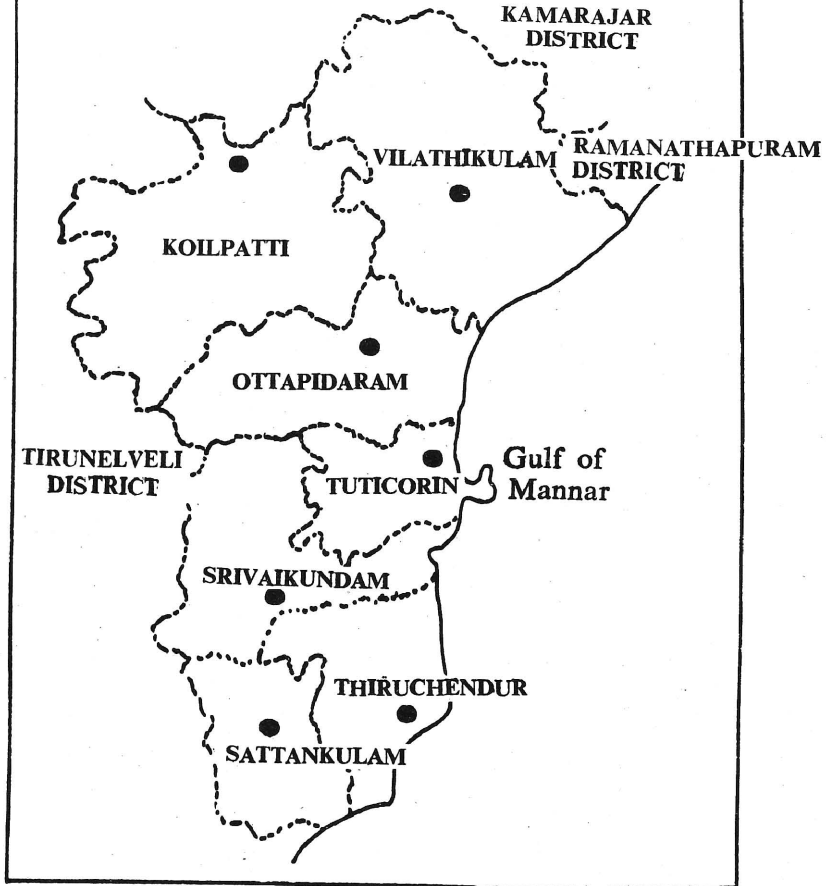 KAMARAJAR
DISTRICT
VILATHIKULAM
RAMANATHAPURAM
DISTRICT
KOILPATTI
OTTAPIDARAM
TIRUNELVELI
DISTRICT
TUTICORIN
Gulf of
Mannar
SRIVAIKUNDAM
THIRUCHENDUR
SATTANKULAM